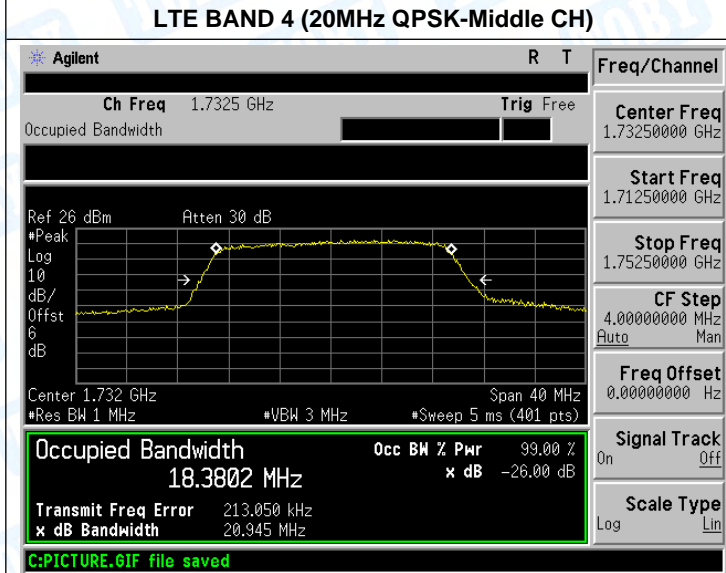 LTE BAND 4 (20MHz QPSK-Middle CH)
Agilent R T
Freq/Channel
Ch Freq 1.7325 GHz Trig Free
Occupied Bandwidth
Center Freq
1.73250000 GHz
Start Freq
1.71250000 GHz
Stop Freq
1.75250000 GHz
CF Step
4.00000000 MHz
Auto Man
Freq Offset
0.00000000 Hz
Signal Track
On Off
Scale Type
Log Lin
Ref 26 dBm Atten 30 dB
#Peak
Log
10
dB/
Offst
6
dB
Center 1.732 GHz Span 40 MHz
#Res BW 1 MHz #VBW 3 MHz #Sweep 5 ms (401 pts)
Occupied Bandwidth
18.3802 MHz
Occ BW % Pwr 99.00 %
x dB -26.00 dB
Transmit Freq Error 213.050 kHz
x dB Bandwidth 20.945 MHz
C:PICTURE.GIF file saved